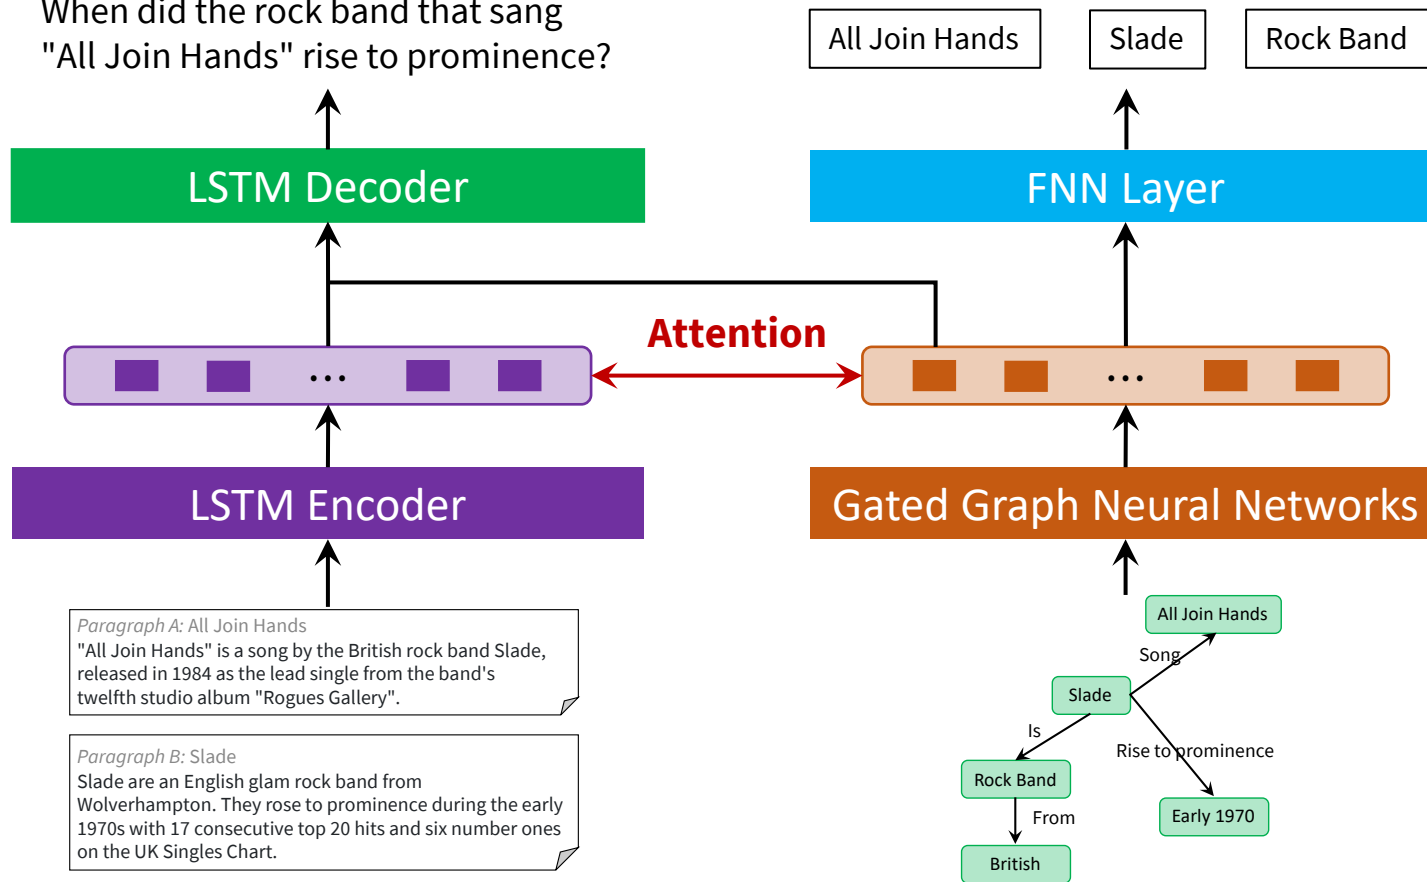 When did the rock band that sang
"All Join Hands" rise to prominence?
All Join Hands
Slade
Rock Band
LSTM Decoder
FNN Layer
Attention
...
...
LSTM Encoder
Gated Graph Neural Networks
Paragraph A: All Join Hands
"All Join Hands" is a song by the British rock band Slade,
released in 1984 as the lead single from the band's
twelfth studio album "Rogues Gallery".
Paragraph B: Slade
Slade are an English glam rock band from
Wolverhampton. They rose to prominence during the early
1970s with 17 consecutive top 20 hits and six number ones
on the UK Singles Chart.
All Join Hands
Song
Slade
Is
Rise to prominence
Rock Band
Early 1970
From
British